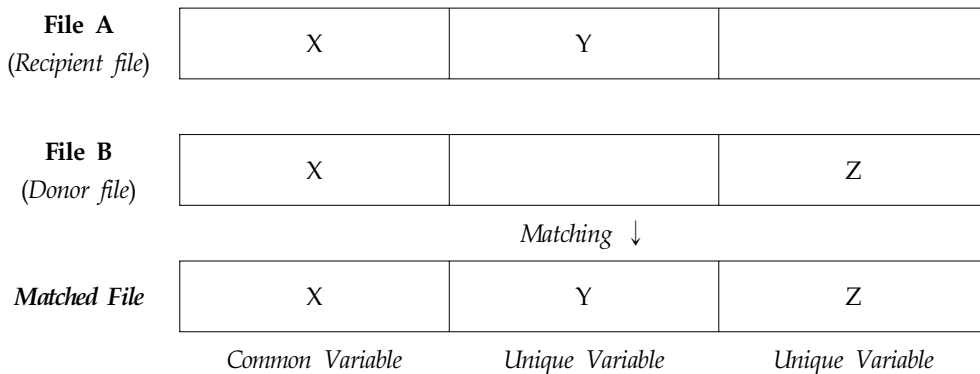 File A
(Recipient file)
X Y
File B
(Donor file)
X Z
Matching ↓
Matched File X Y Z
Common Variable Unique Variable Unique Variable